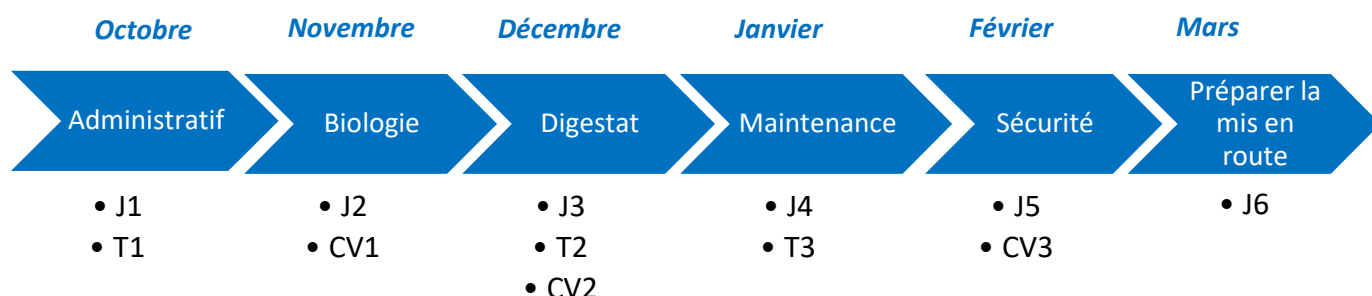 Octobre Novembre Décembre Janvier Février Mars
Administratif Biologie Digestat Maintenance Sécurité Préparer la
mis en
route
• J1 • J2 • J3 • J4 • J5 • J6
• T1 • CV1 • T2 • T3 • CV3
• CV2